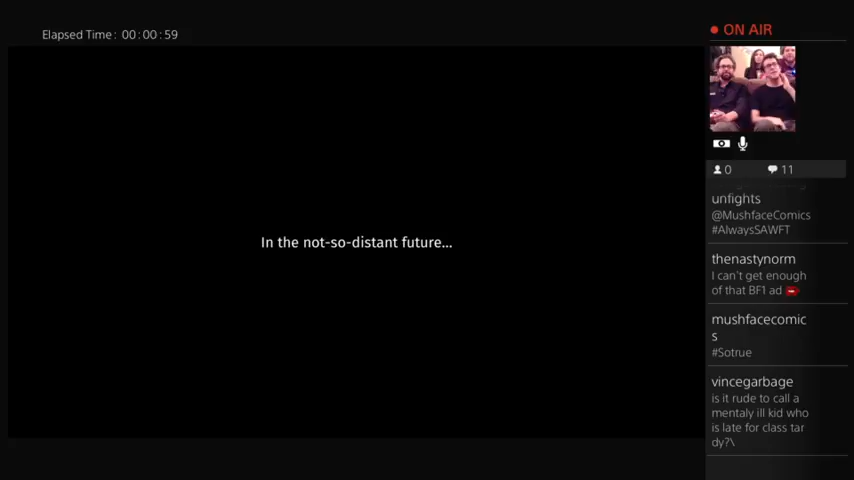 Elapsed Time: 00:00:59
ON AIR
0
11
unfights
@MushfaceComics
#AlwaysSAWFT
thenastynorm
I can't get enough
of that BF1 ad
mushfacecomic
s
#Sotrue
vincegarbage
is it rude to call a
mentaly ill kid who
is late for class tar
dy?\
In the not-so-distant future...